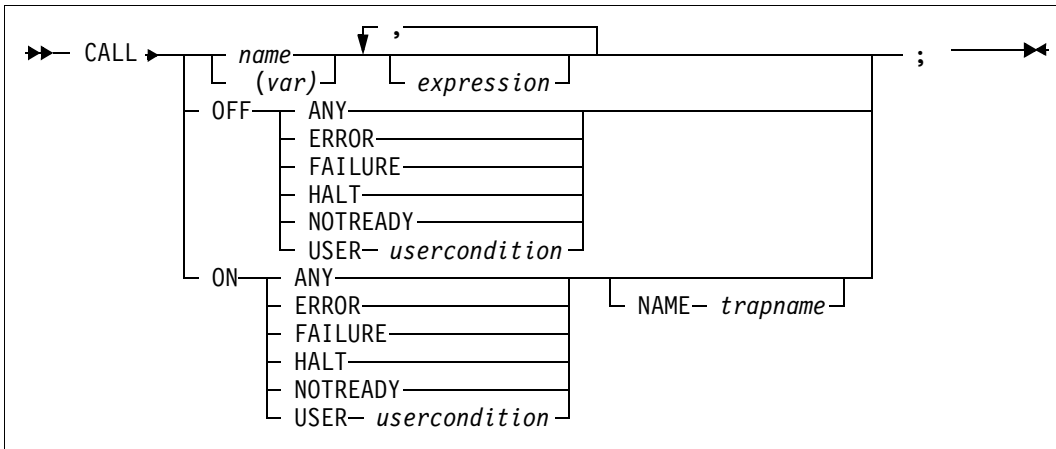 ,
CALL name ;
(var) expression
OFF ANY
ERROR
FAILURE
HALT
NOTREADY
USER usercondition
ON ANY
ERROR NAME trapname
FAILURE
HALT
NOTREADY
USER usercondition